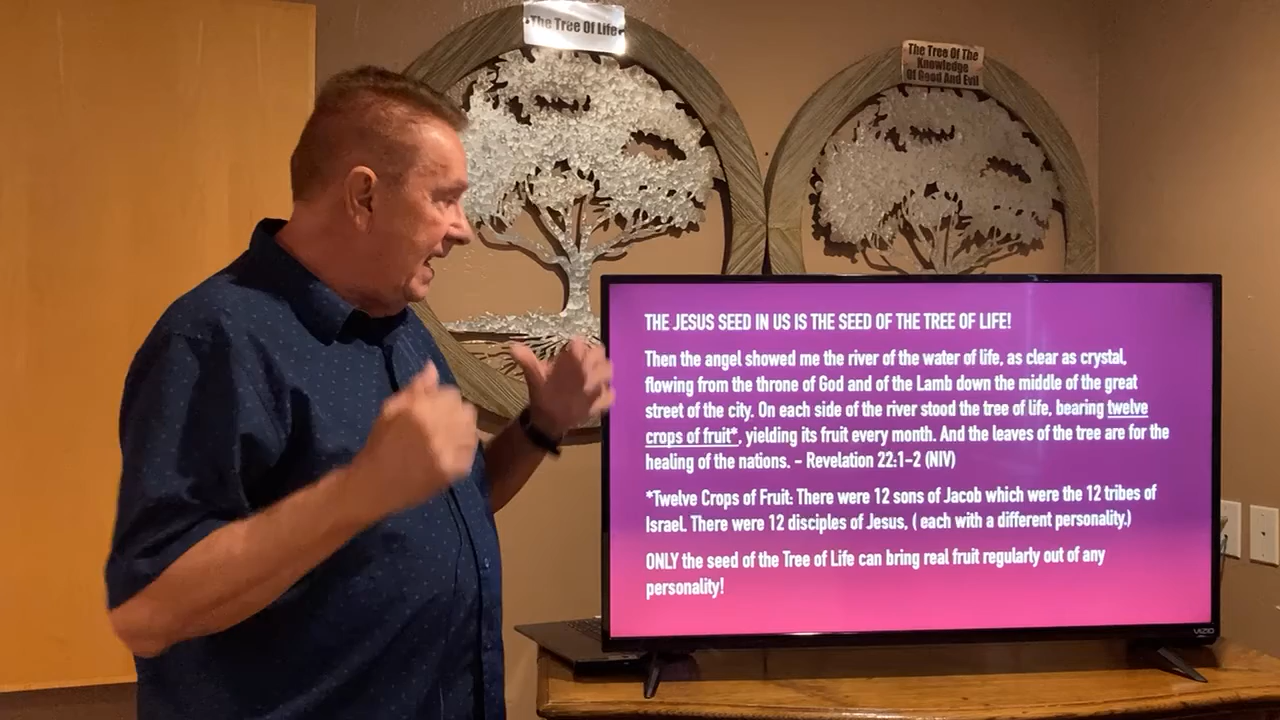 •The Tree Of Life•
The Tree Of The
Knowledge
Of Good And Evil
THE JESUS SEED IN US IS THE SEED OF THE TREE OF LIFE!
Then the angel showed me the river of the water of life, as clear as crystal,
flowing from the throne of God and of the Lamb down the middle of the great
street of the city. On each side of the river stood the tree of life, bearing twelve
crops of fruit*, yielding its fruit every month. And the leaves of the tree are for the
healing of the nations. – Revelation 22:1–2 (NIV)
*Twelve Crops of Fruit: There were 12 sons of Jacob which were the 12 tribes of
Israel. There were 12 disciples of Jesus, ( each with a different personality.)
ONLY the seed of the Tree of Life can bring real fruit regularly out of any
personality!
VIZIO